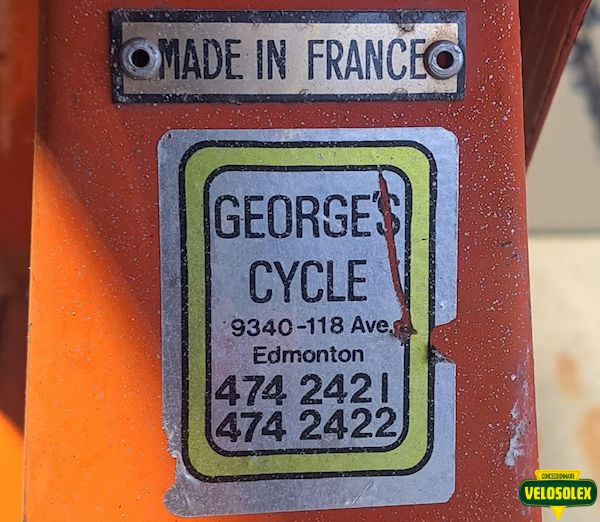 MADE IN FRANCE
GEORGE'S
CYCLE
9340-118 Ave.
Edmonton
474 2421
474 2422
CONCESSIONNAIRE
VELOSOLEX